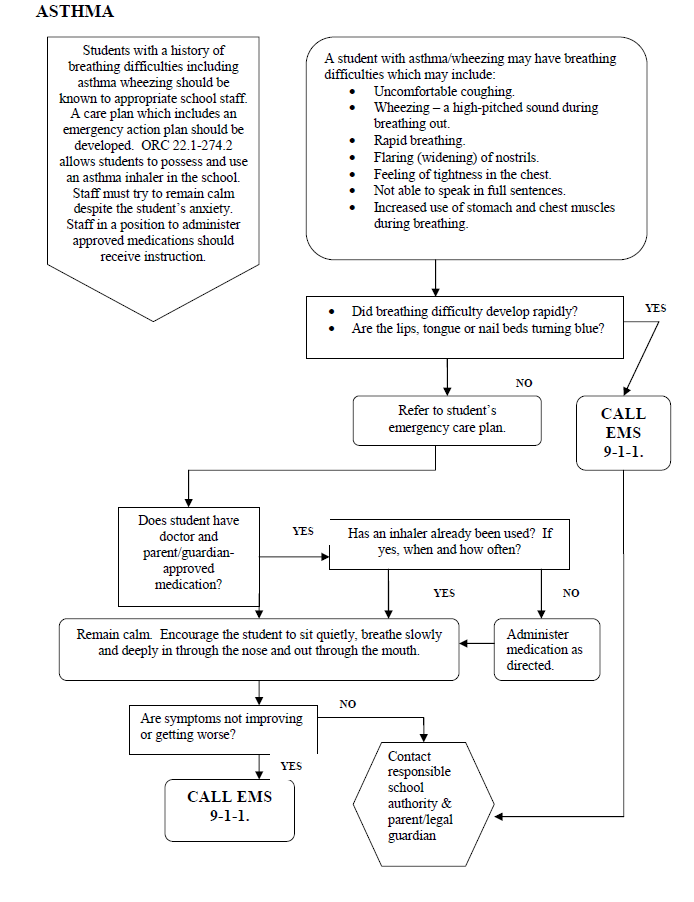 ASTHMA
Students with a history of
breathing difficulties including
asthma wheezing should be
known to appropriate school staff.
A care plan which includes an
emergency action plan should be
developed.  ORC 22.1-274.2
allows students to possess and use
an asthma inhaler in the school.
Staff must try to remain calm
despite the student’s anxiety.
Staff in a position to administer
approved medications should
receive instruction.
A student with asthma/wheezing may have breathing
difficulties which may include:
• Uncomfortable coughing.
• Wheezing – a high-pitched sound during
breathing out.
• Rapid breathing.
• Flaring (widening) of nostrils.
• Feeling of tightness in the chest.
• Not able to speak in full sentences.
• Increased use of stomach and chest muscles
during breathing.
• Did breathing difficulty develop rapidly?
• Are the lips, tongue or nail beds turning blue?
YES
NO
Refer to student’s
emergency care plan.
CALL
EMS
9-1-1.
Does student have
doctor and
parent/guardian-
approved
medication?
YES
Has an inhaler already been used?  If
yes, when and how often?
YES
NO
Remain calm.  Encourage the student to sit quietly, breathe slowly
and deeply in through the nose and out through the mouth.
Administer
medication as
directed.
Are symptoms not improving
or getting worse?
NO
YES
CALL EMS
9-1-1.
Contact
responsible
school
authority &
parent/legal
guardian